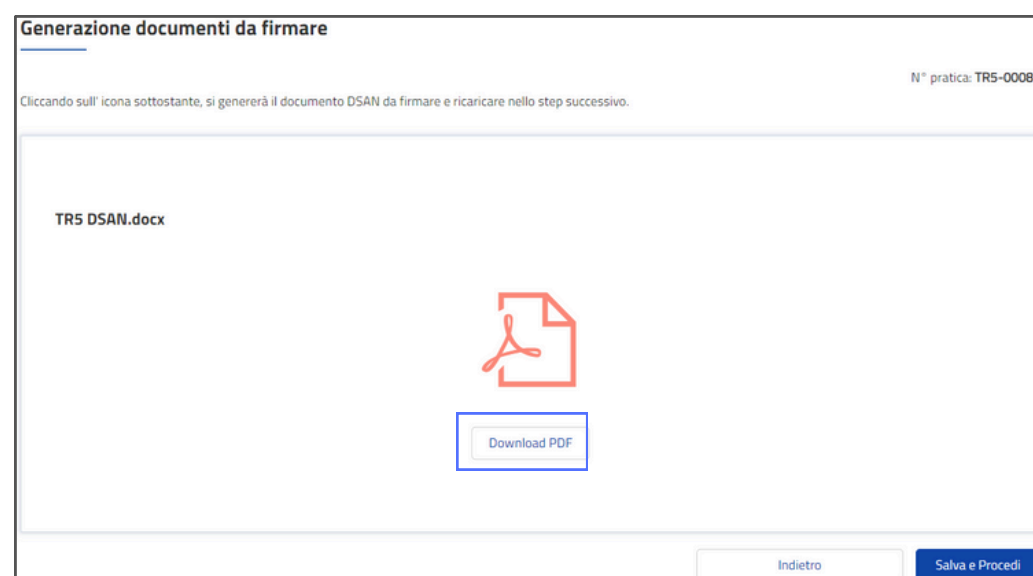 Generazione documenti da firmare
N° pratica: TR5-0008
Cliccando sull' icona sottostante, si genererà il documento DSAN da firmare e ricaricare nello step successivo.
TR5 DSAN.docx
Download PDF
Indietro
Salva e Procedi